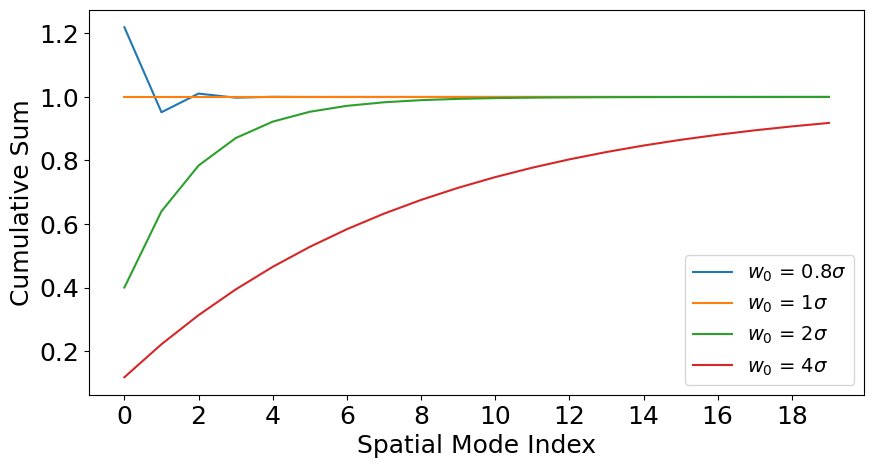 Cumulative Sum
1.2
1.0
0.8
0.6
0.4
0.2
w₀ = 0.8σ
w₀ = 1σ
w₀ = 2σ
w₀ = 4σ
0 2 4 6 8 10 12 14 16 18
Spatial Mode Index